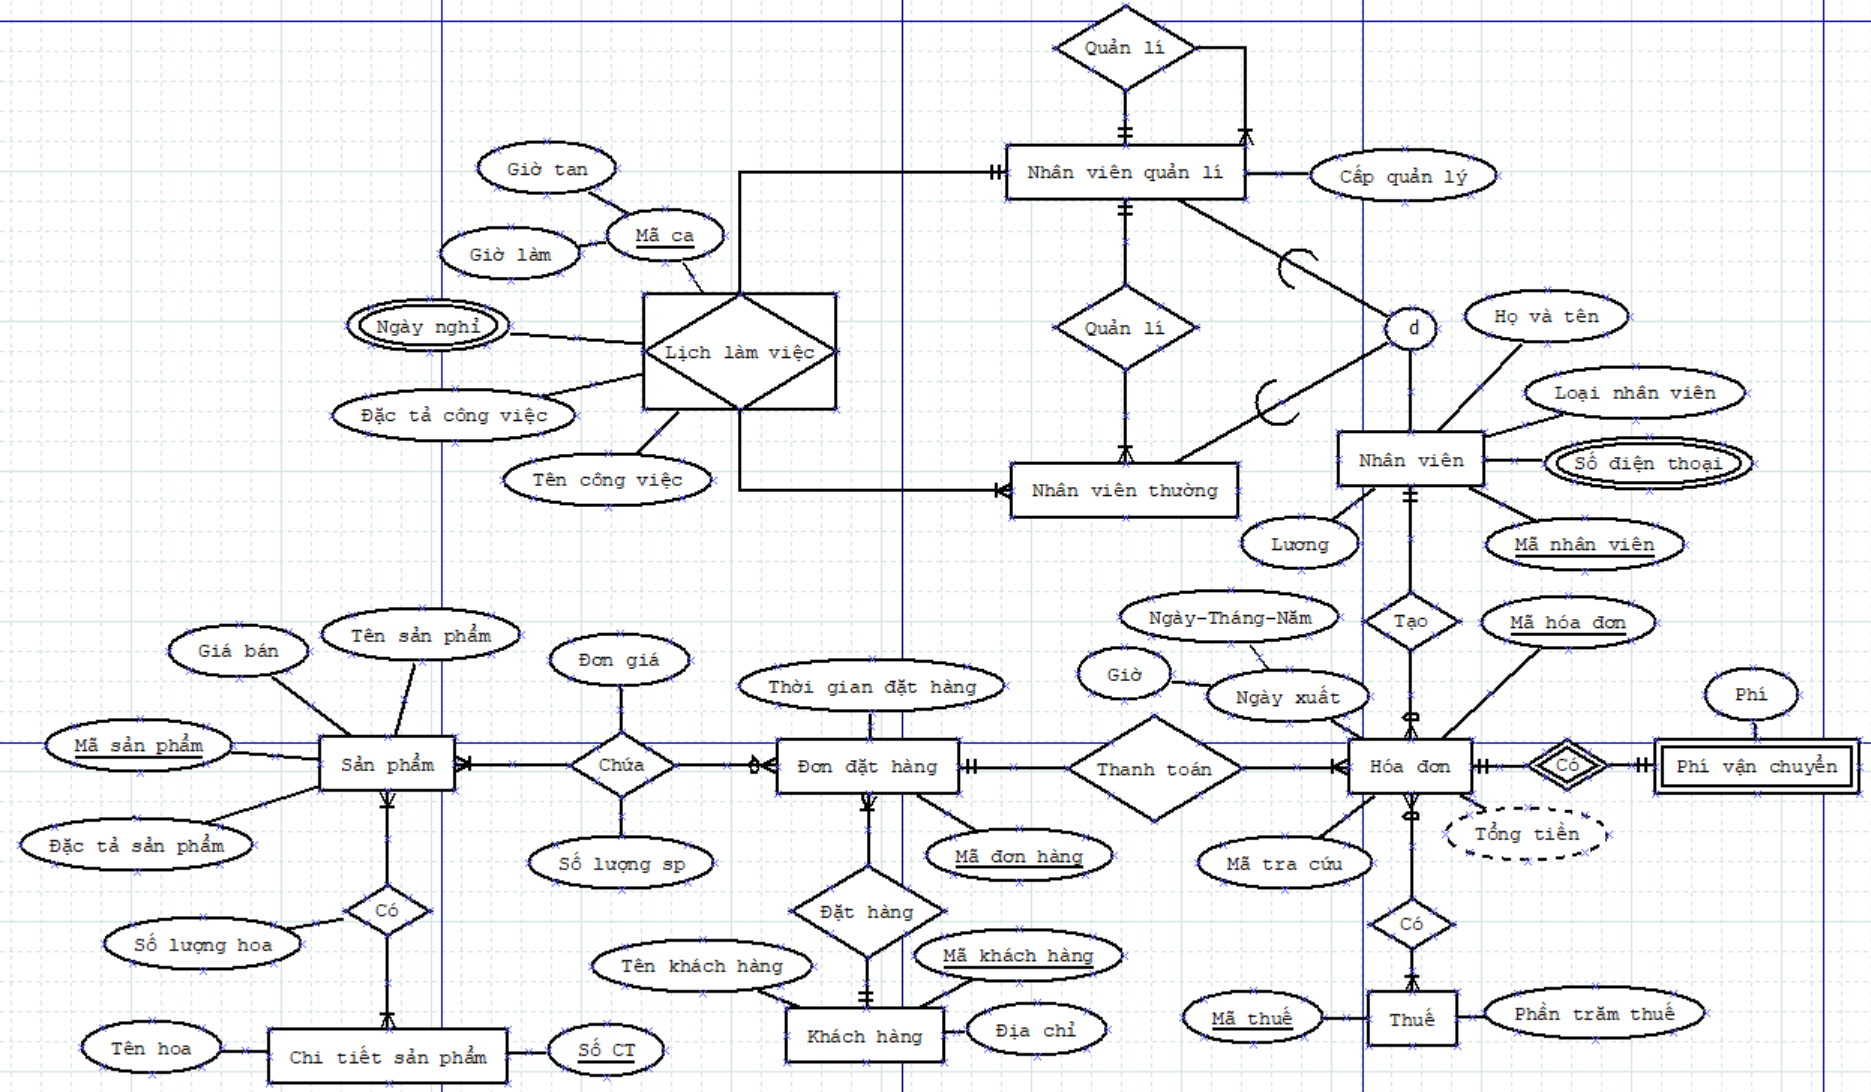 Quản lí
Nhân viên quản lí
Cấp quản lý
Giờ tan
Mã ca
Giờ làm
Ngày nghỉ
Lịch làm việc
Đặc tả công việc
Tên công việc
Quản lí
d
Họ và tên
Loại nhân viên
Nhân viên
Số điện thoại
Nhân viên thường
Lương
Mã nhân viên
Ngày-Tháng-Năm
Tạo
Mã hóa đơn
Giá bán
Tên sản phẩm
Đơn giá
Thời gian đặt hàng
Giờ
Ngày xuất
Phí
Mã sản phẩm
Sản phẩm
Chứa
Đơn đặt hàng
Thanh toán
Hóa đơn
Có
Phí vận chuyển
Đặc tả sản phẩm
Số lượng sp
Mã đơn hàng
Mã tra cứu
Tổng tiền
Có
Số lượng hoa
Đặt hàng
Có
Tên khách hàng
Mã khách hàng
Tên hoa
Chi tiết sản phẩm
Số CT
Khách hàng
Địa chỉ
Mã thuế
Thuế
Phần trăm thuế